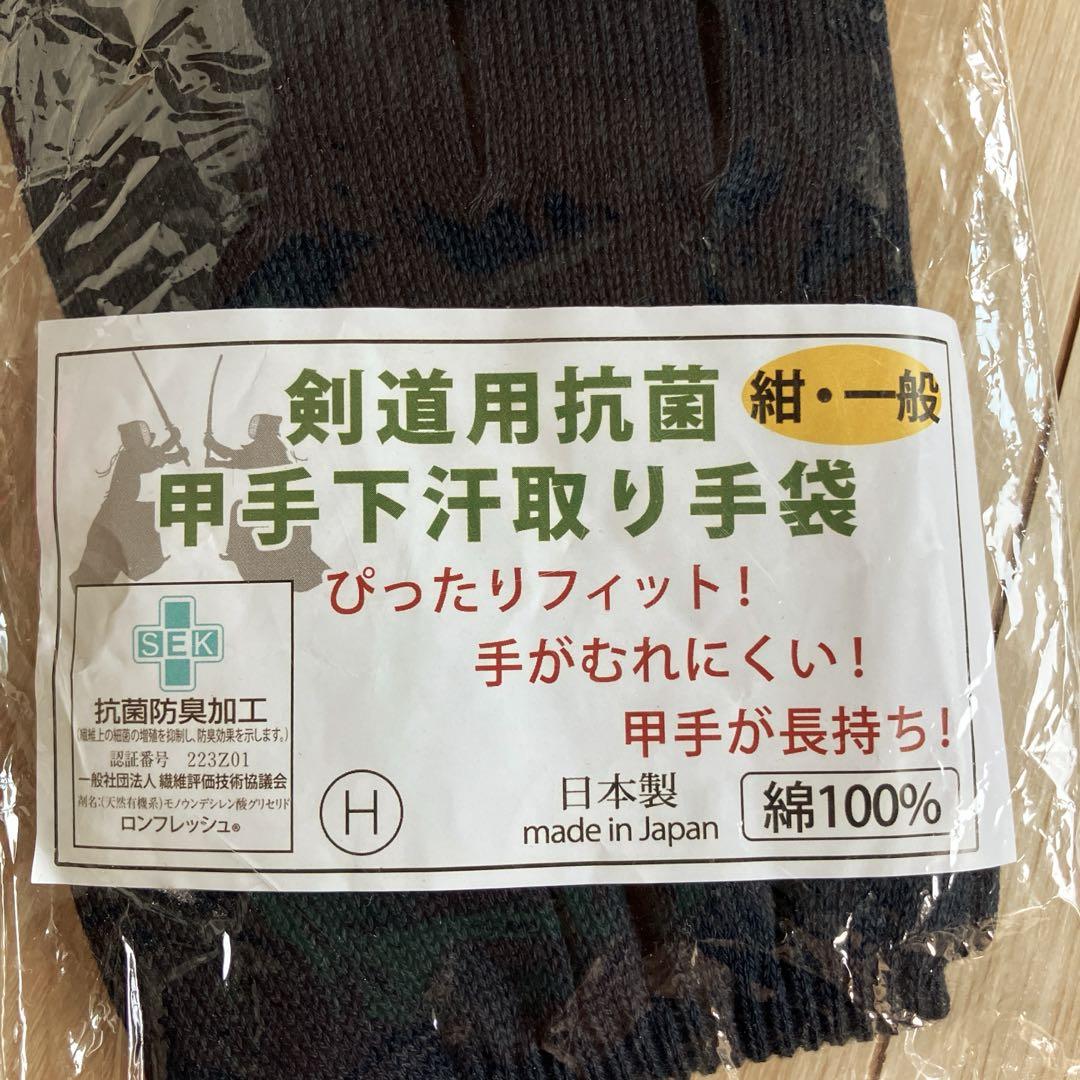 剣道用抗菌
紺・一般
甲手下汗取り手袋
ぴったりフィット!
手がむれにくい!
甲手が長持ち!
SEK
抗菌防臭加工
(繊維上の細菌の増殖を抑制し、防臭効果を示します。)
認証番号 223Z01
一般社団法人 繊維評価技術協議会
剤名:(天然有機系)モノウンデシレン酸グリセリド
ロンフレッシュ®
H
日本製
made in Japan
綿100%